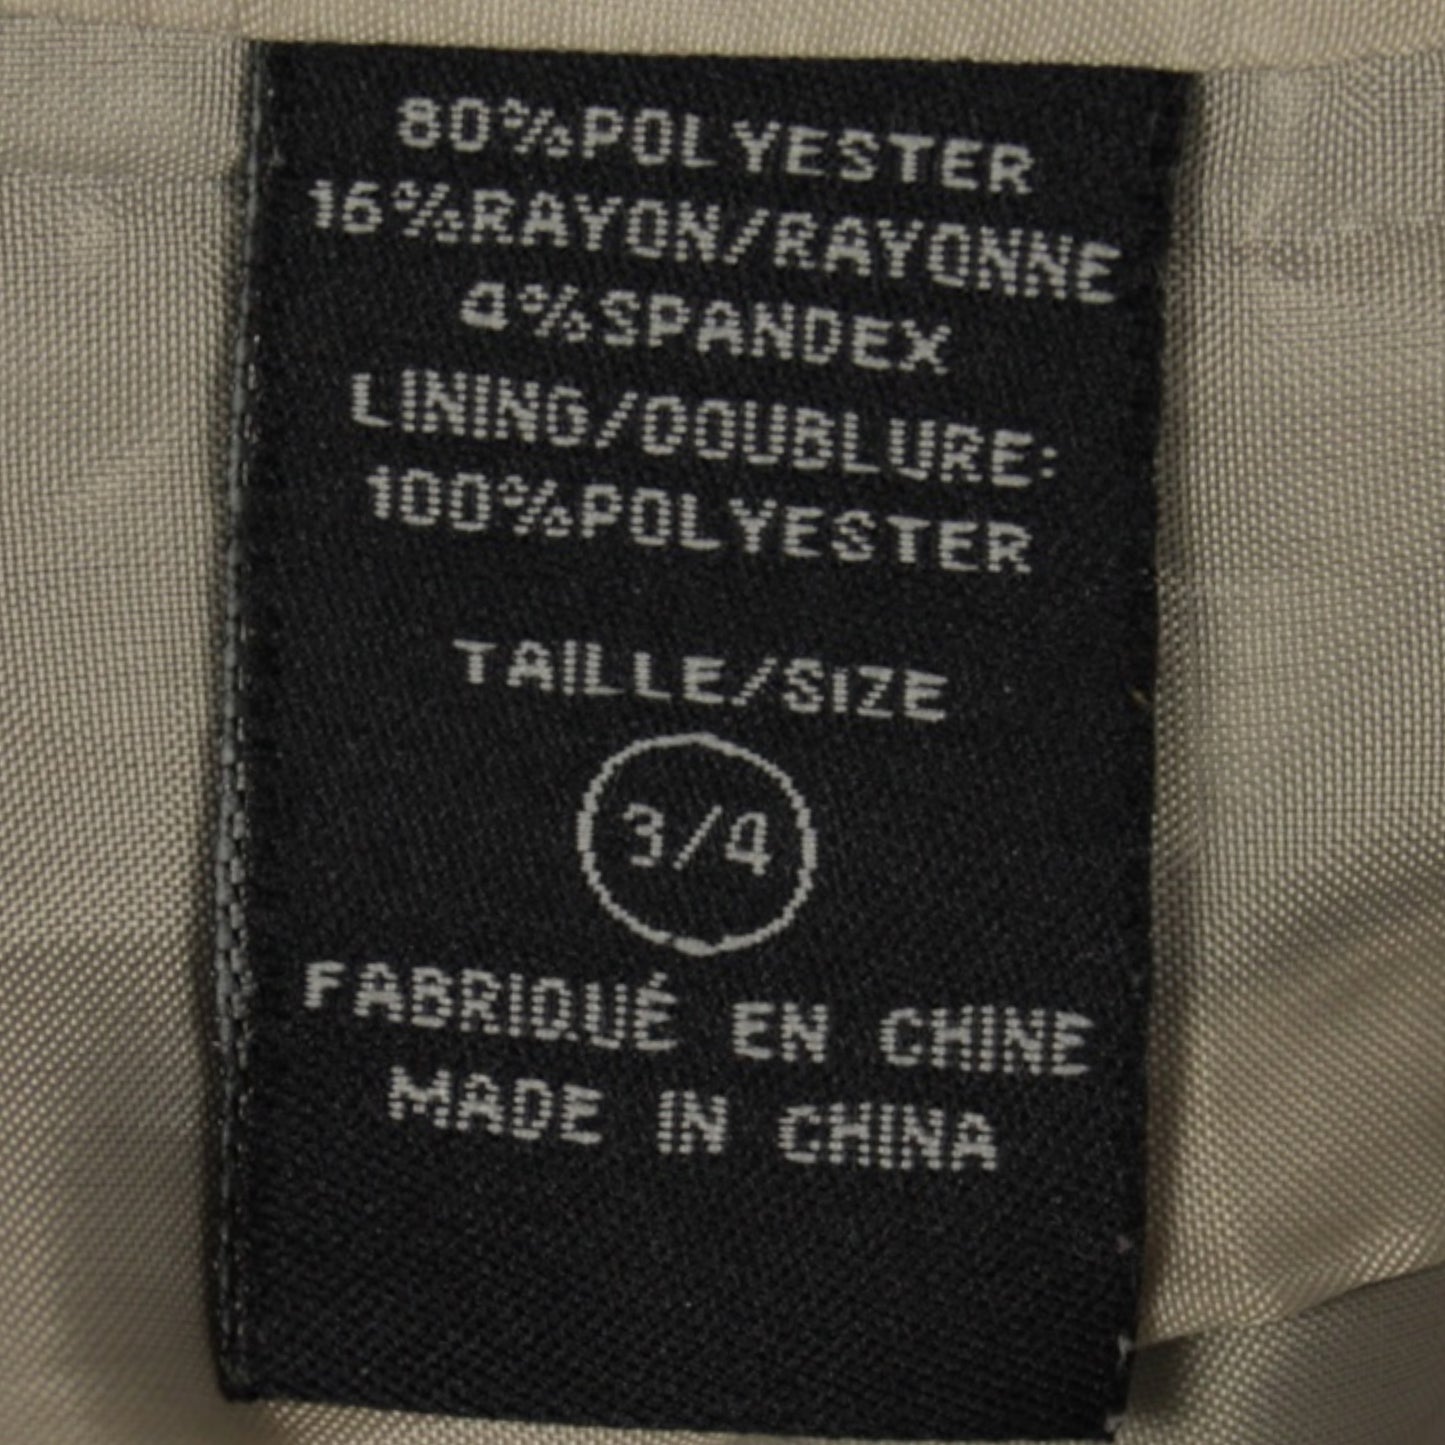 80%POLYESTER
16%RAYON/RAYONNE
4%SPANDEX
LINING/DOUBLURE:
100%POLYESTER
TAILLE/SIZE
3/4
FABRIQUÉ EN CHINE
MADE IN CHINA